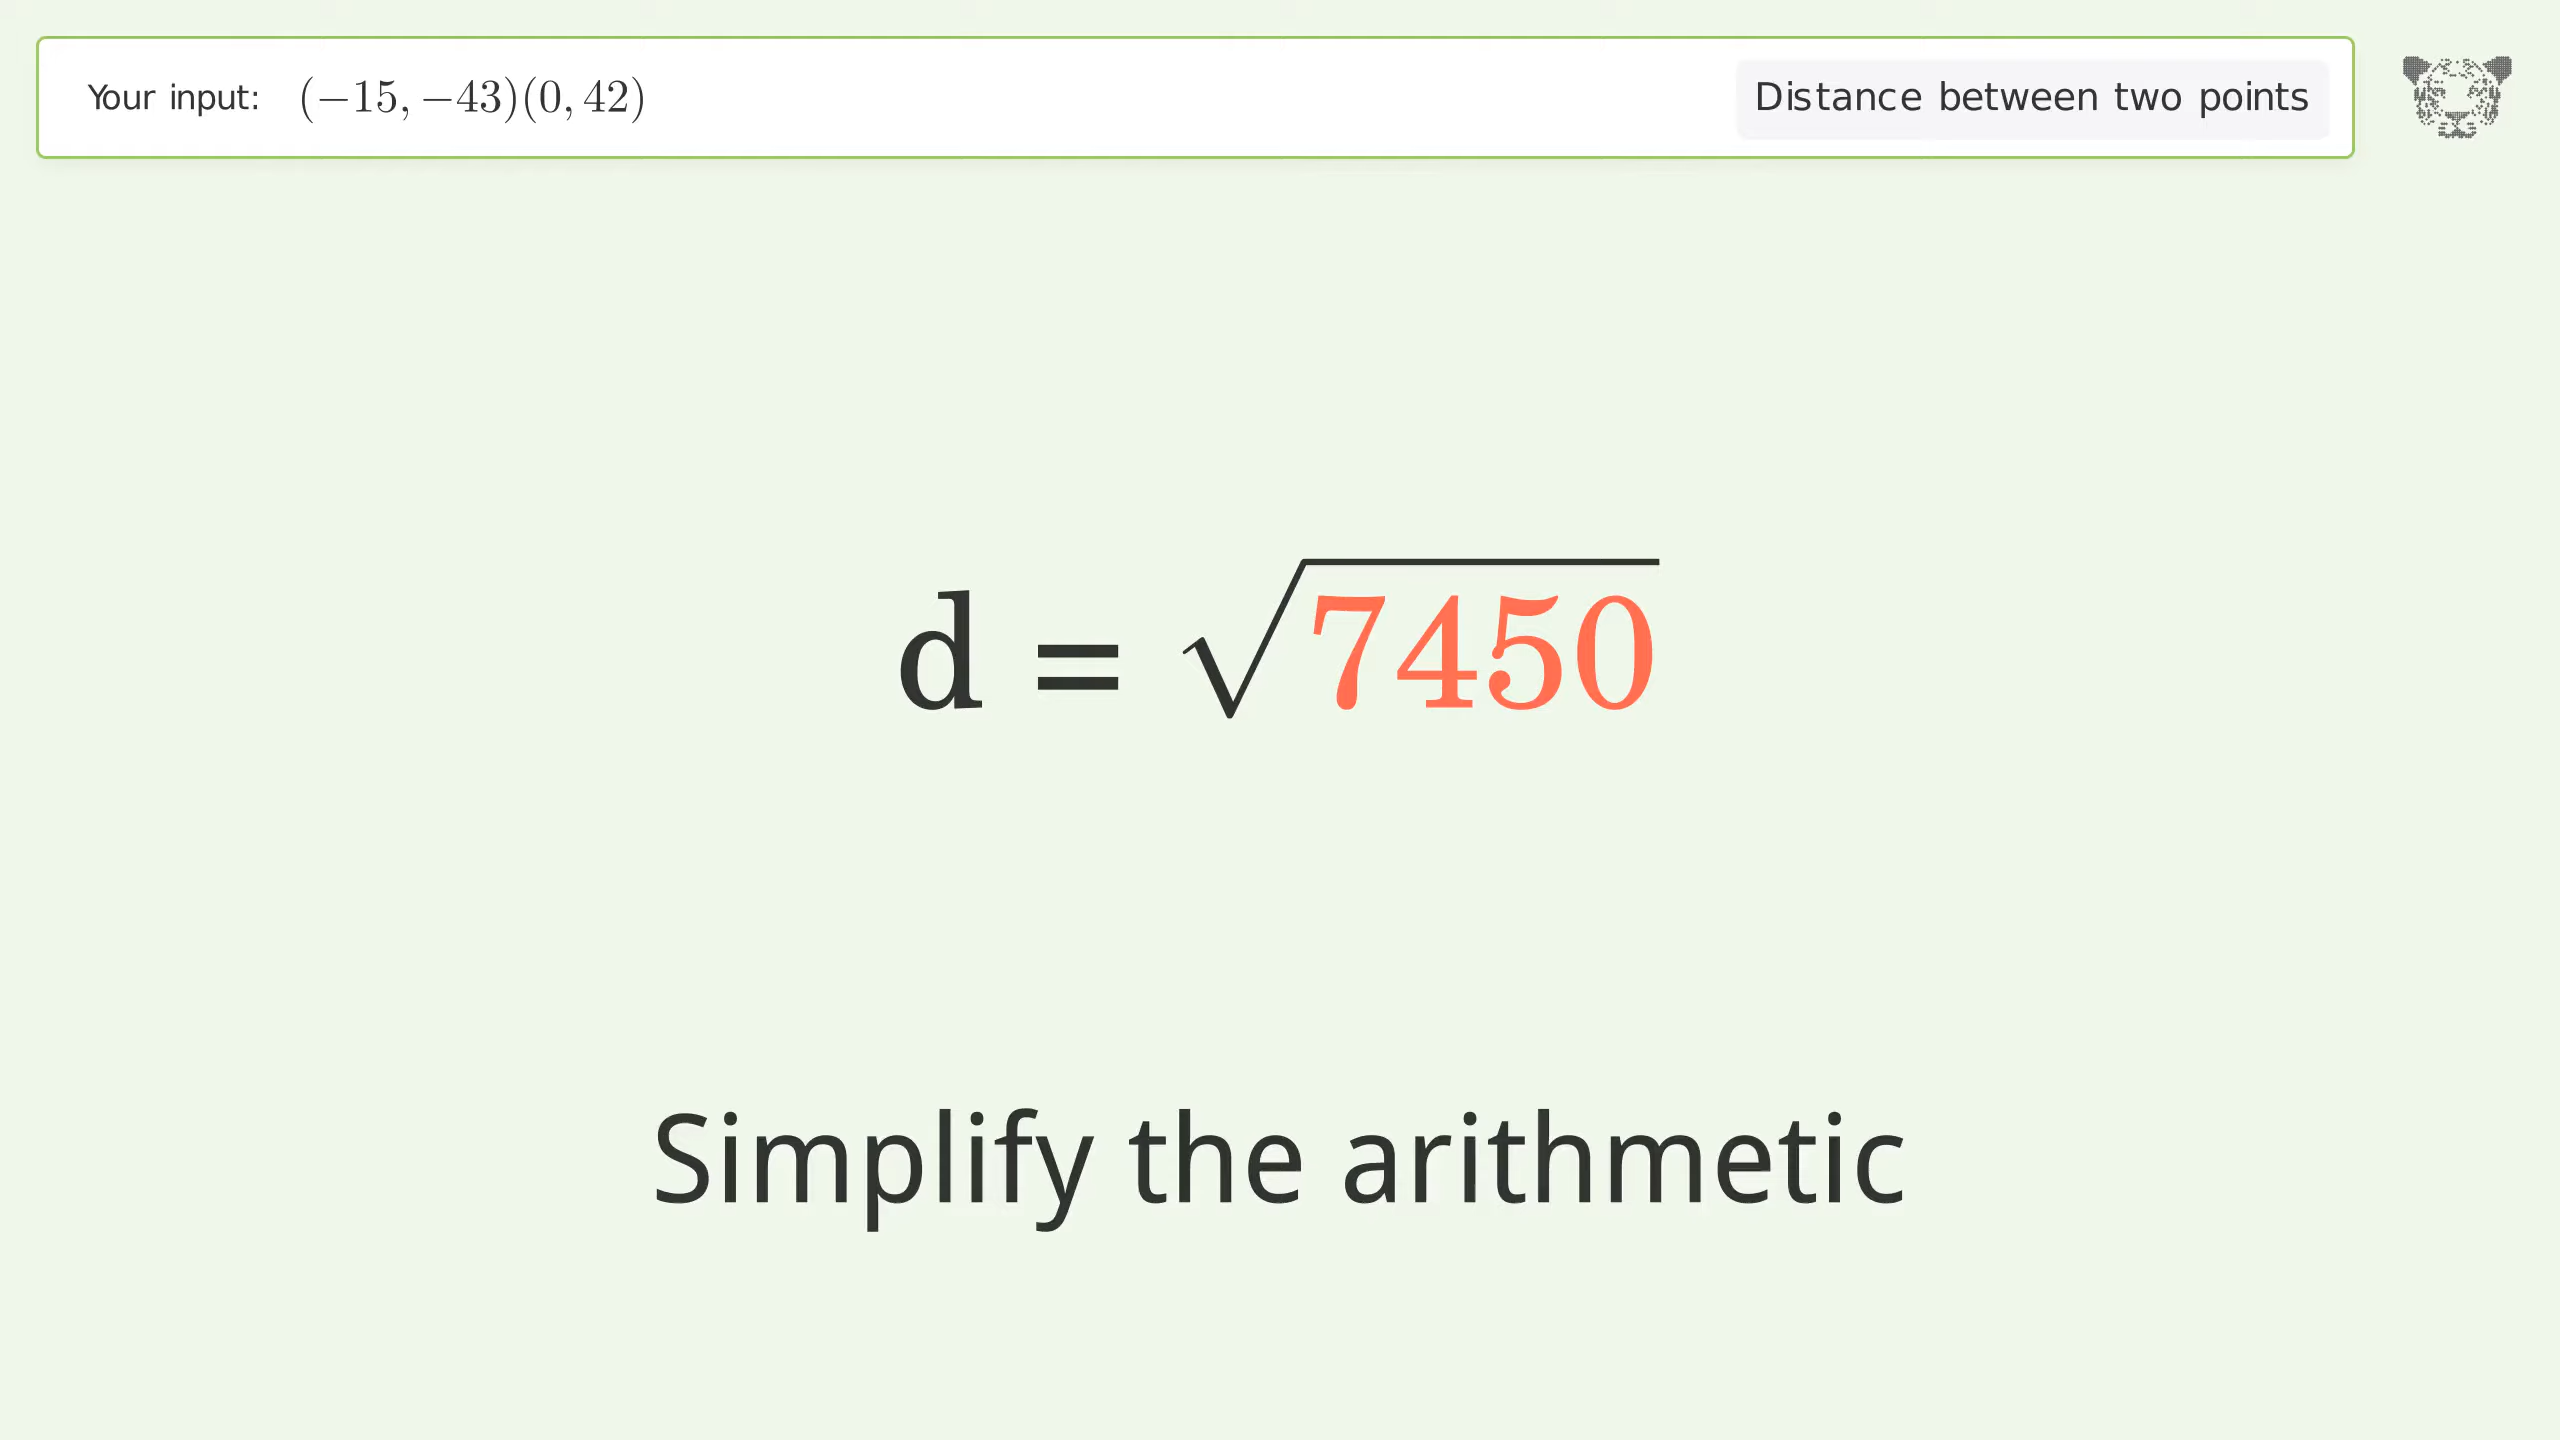 Your input: (−15, −43)(0, 42)
Distance between two points
d = √7450
Simplify the arithmetic